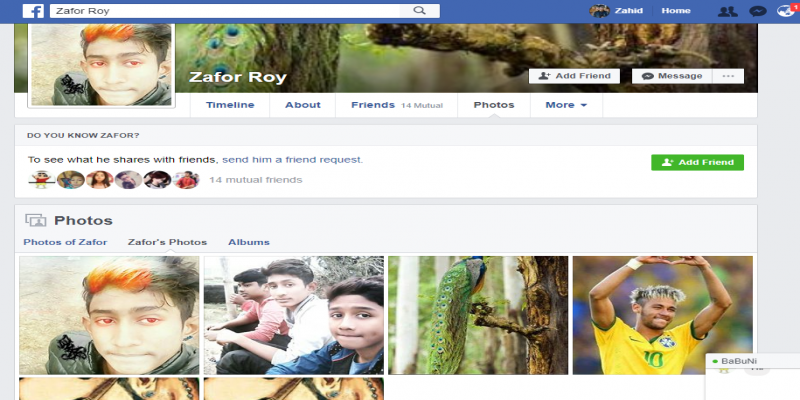 Zafor Roy
Zahid Home
1
Zafor Roy
Add Friend Message
Timeline About Friends 14 Mutual Photos More
DO YOU KNOW ZAFOR?
To see what he shares with friends, send him a friend request.
Add Friend
14 mutual friends
Photos
Photos of Zafor Zafor's Photos Albums
10
BaBuNi